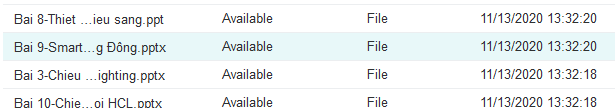 Bai 8-Thiet ...ieu sang.ppt Available File 11/13/2020 13:32:20
Bai 9-Smart...g Đông.pptx Available File 11/13/2020 13:32:20
Bai 3-Chieu ...ighting.pptx Available File 11/13/2020 13:32:18
Bai 10-Chie...oi HCL.pptx Available File 11/13/2020 13:32:18